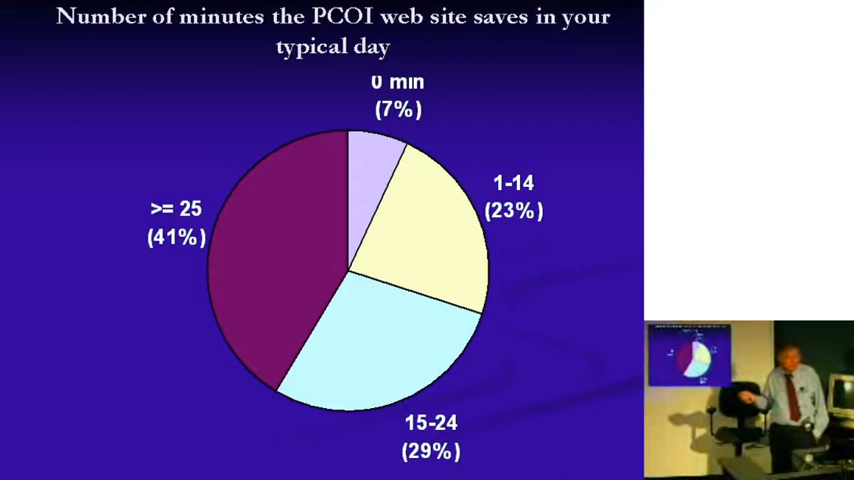 Number of minutes the PCOI web site saves in your
typical day
0 min
(7%)
1-14
(23%)
>= 25
(41%)
15-24
(29%)